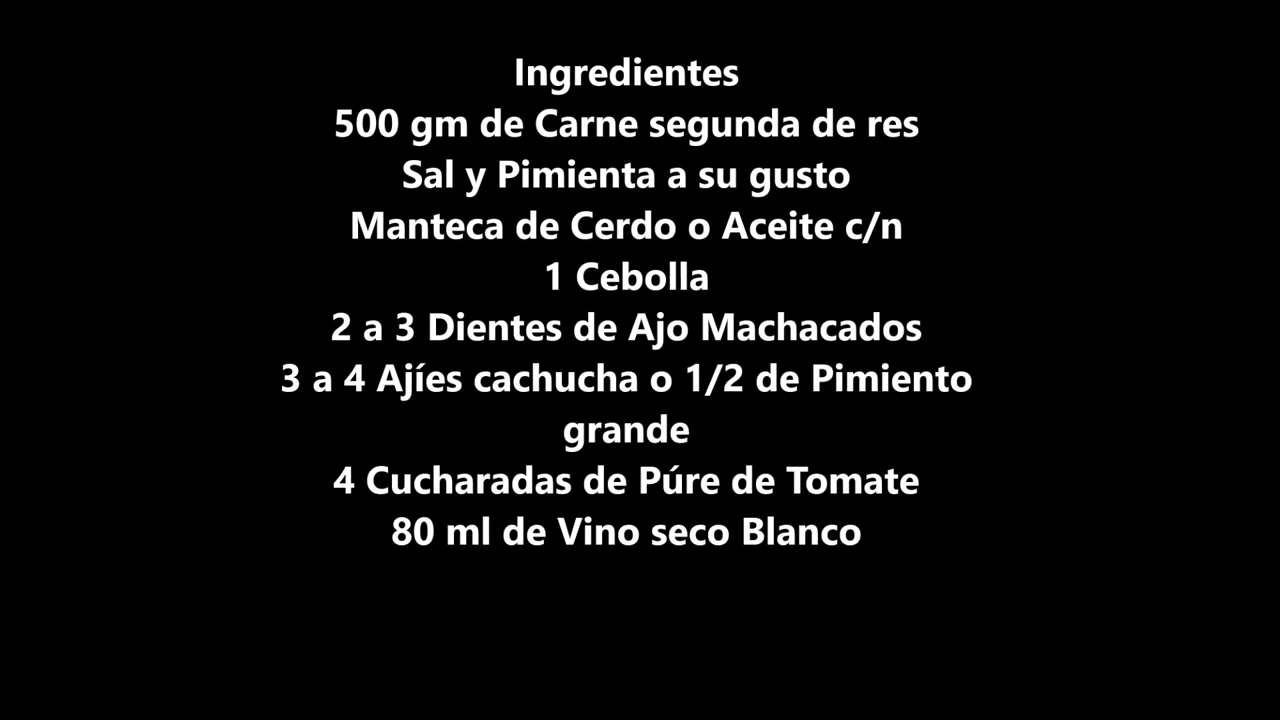 Ingredientes
500 gm de Carne segunda de res
Sal y Pimienta a su gusto
Manteca de Cerdo o Aceite c/n
1 Cebolla
2 a 3 Dientes de Ajo Machacados
3 a 4 Ajíes cachucha o 1/2 de Pimiento
grande
4 Cucharadas de Púre de Tomate
80 ml de Vino seco Blanco